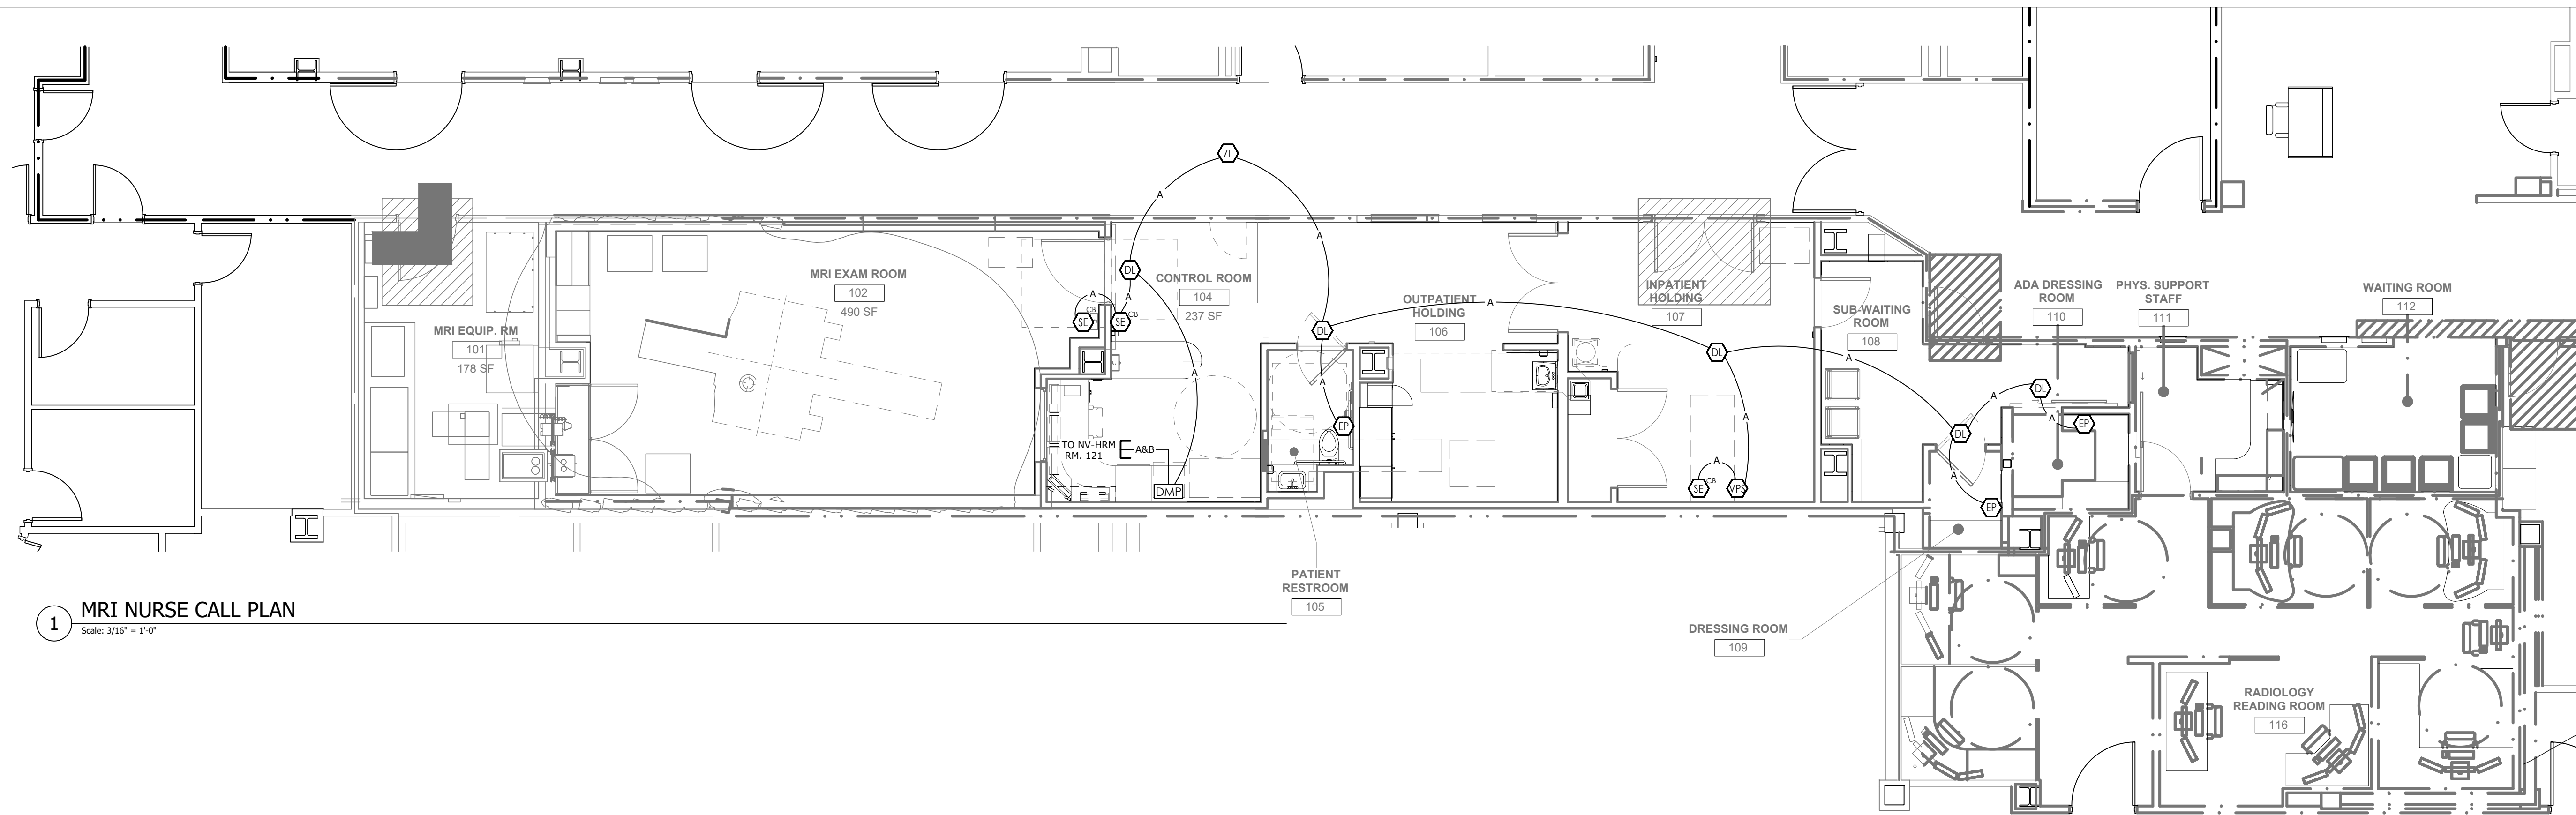 ZL
A
A
DL
A
SE
CB
A
SE
CB
MRI EXAM ROOM
102
490 SF
MRI EQUIP. RM
101
178 SF
CONTROL ROOM
104
237 SF
A
TO NV-HRM
RM. 121
A&B
DMP
DL
A
EP
OUTPATIENT
HOLDING
106
A
INPATIENT
HOLDING
107
DL
A
A
SE
CB
VPS
SUB-WAITING
ROOM
108
A
DL
A
EP
A
DL
A
EP
ADA DRESSING
ROOM
110
PHYS. SUPPORT
STAFF
111
WAITING ROOM
112
PATIENT
RESTROOM
105
DRESSING ROOM
109
RADIOLOGY
READING ROOM
116
1
MRI NURSE CALL PLAN
Scale: 3/16" = 1'-0"